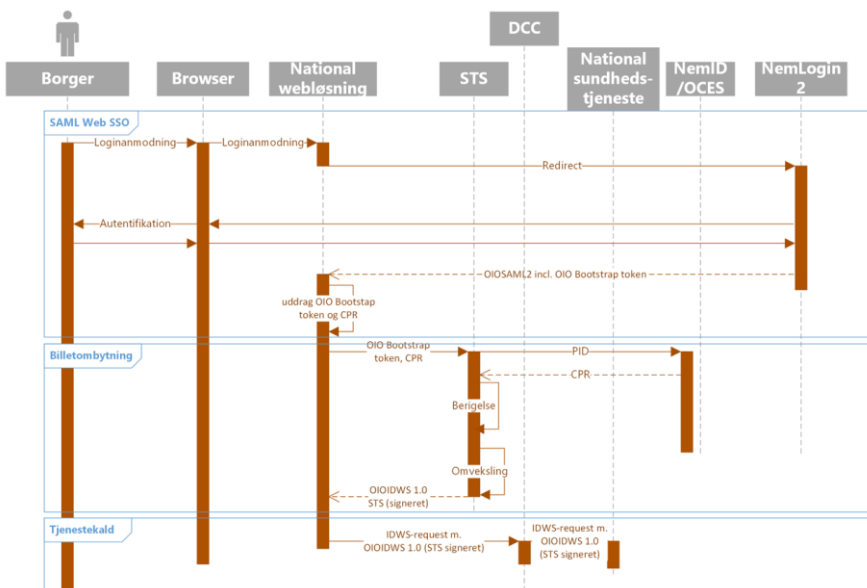 DCC
Borger
Browser
National
webløsning
STS
National
sundheds-
tjeneste
NemID
/OCES
NemLogin
2
SAML Web SSO
Loginanmodning
Loginanmodning
Redirect
Autentifikation
OIOSAML2 incl. OIO Bootstrap token
uddrag OIO Bootstap
token og CPR
Billetombytning
OIO Bootstrap
token, CPR
PID
CPR
Berigelse
Omveksling
OIOIDWS 1.0
STS (signeret)
Tjenestekald
IDWS-request m.
OIOIDWS 1.0 (STS signeret)
IDWS-request m.
OIOIDWS 1.0
(STS signeret)